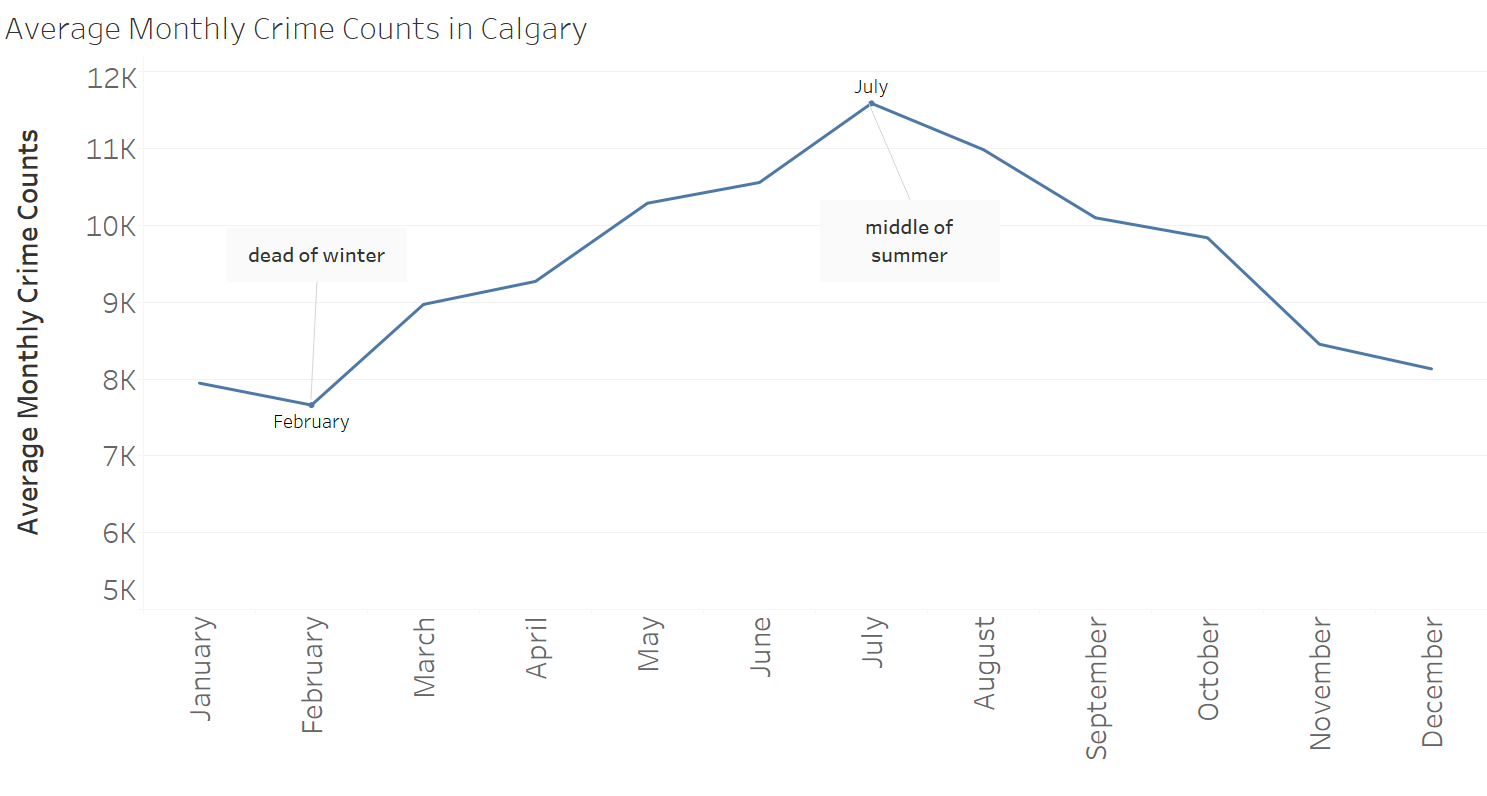 Average Monthly Crime Counts in Calgary
Average Monthly Crime Counts
12K
11K
10K
9K
8K
7K
6K
5K
July
middle of
summer
dead of winter
February
January
February
March
April
May
June
July
August
September
October
November
December